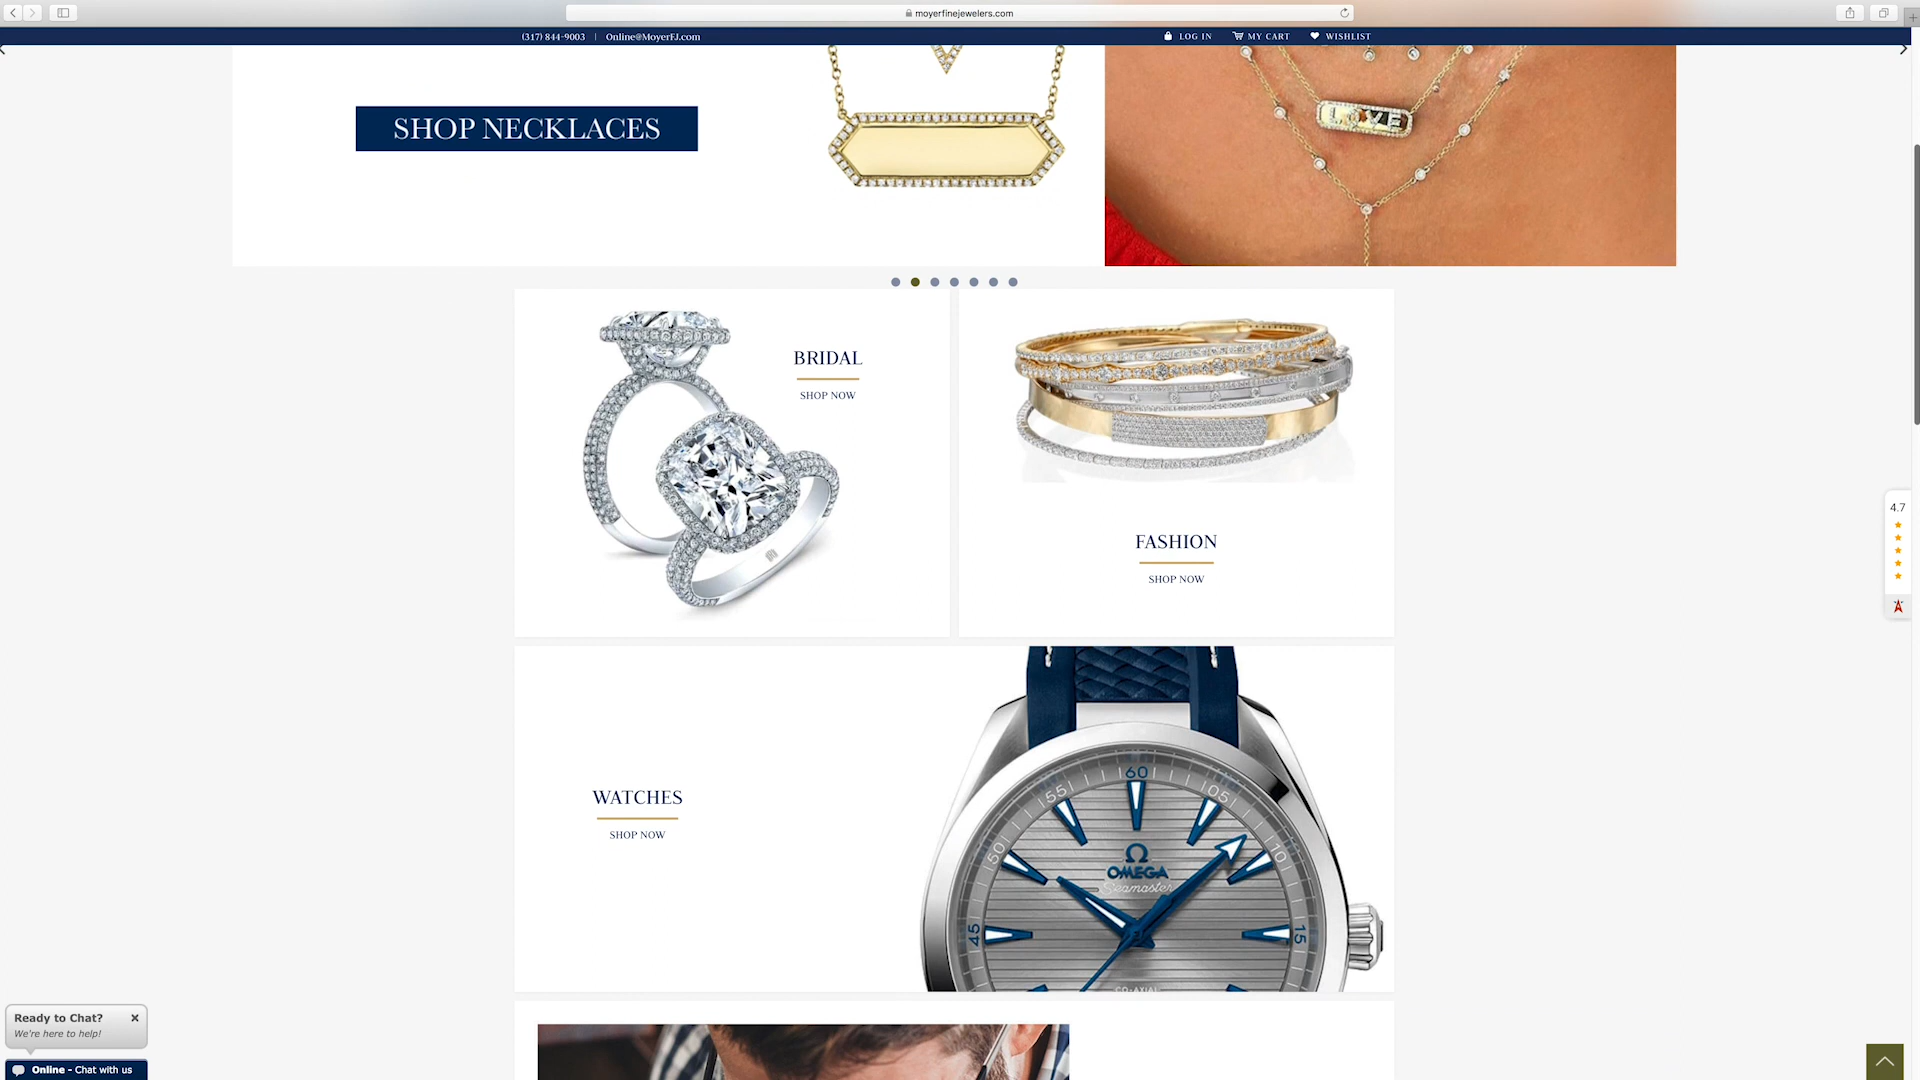 moyerfinejewelers.com
(317) 844-9003 | Online@MoyerFJ.com
LOG IN MY CART WISHLIST
SHOP NECKLACES
LOVE
BRIDAL
SHOP NOW
FASHION
SHOP NOW
4.7
WATCHES
SHOP NOW
60
55 05
50 10
Ω
OMEGA
Seamaster
45 15
CO-AXIAL
Ready to Chat? ×
We're here to help!
Online - Chat with us